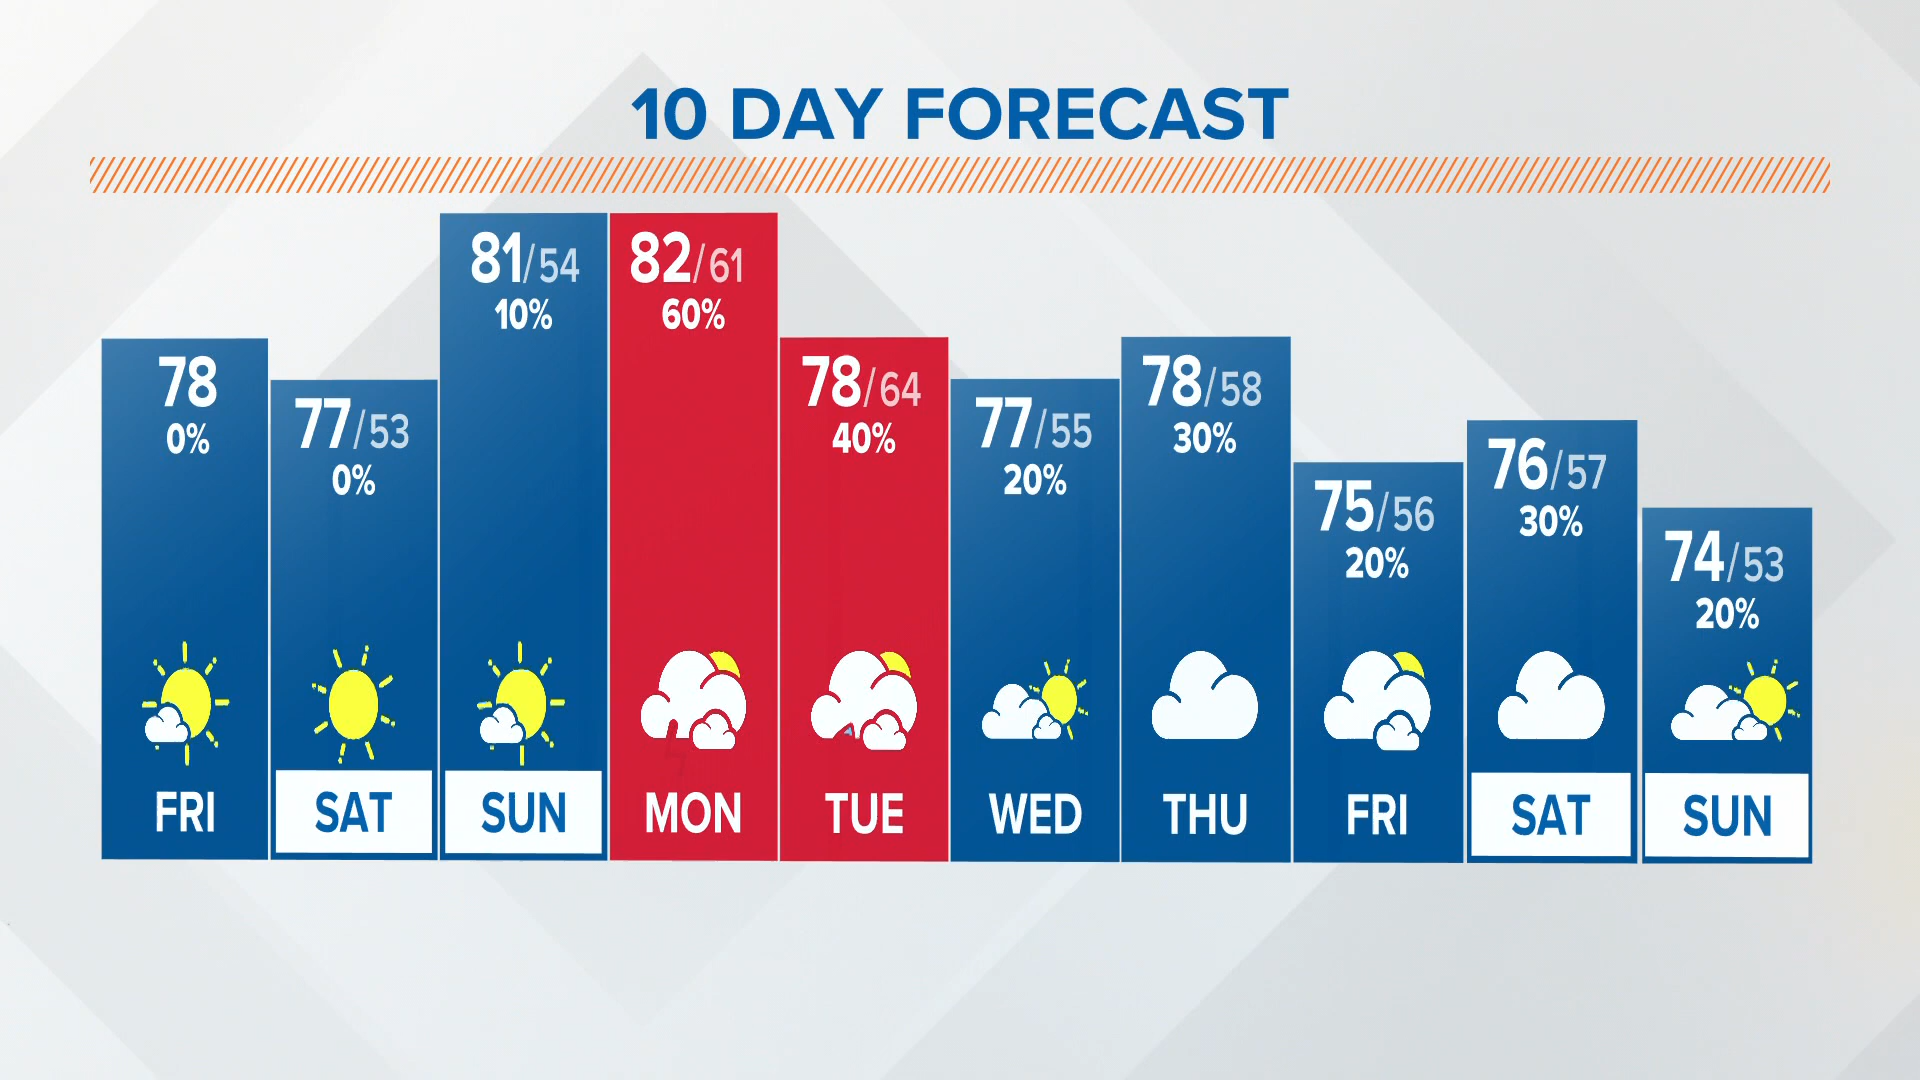 10 DAY FORECAST
78
0%
FRI
77/53
0%
SAT
81/54
10%
SUN
82/61
60%
MON
78/64
40%
TUE
77/55
20%
WED
78/58
30%
THU
75/56
20%
FRI
76/57
30%
SAT
74/53
20%
SUN